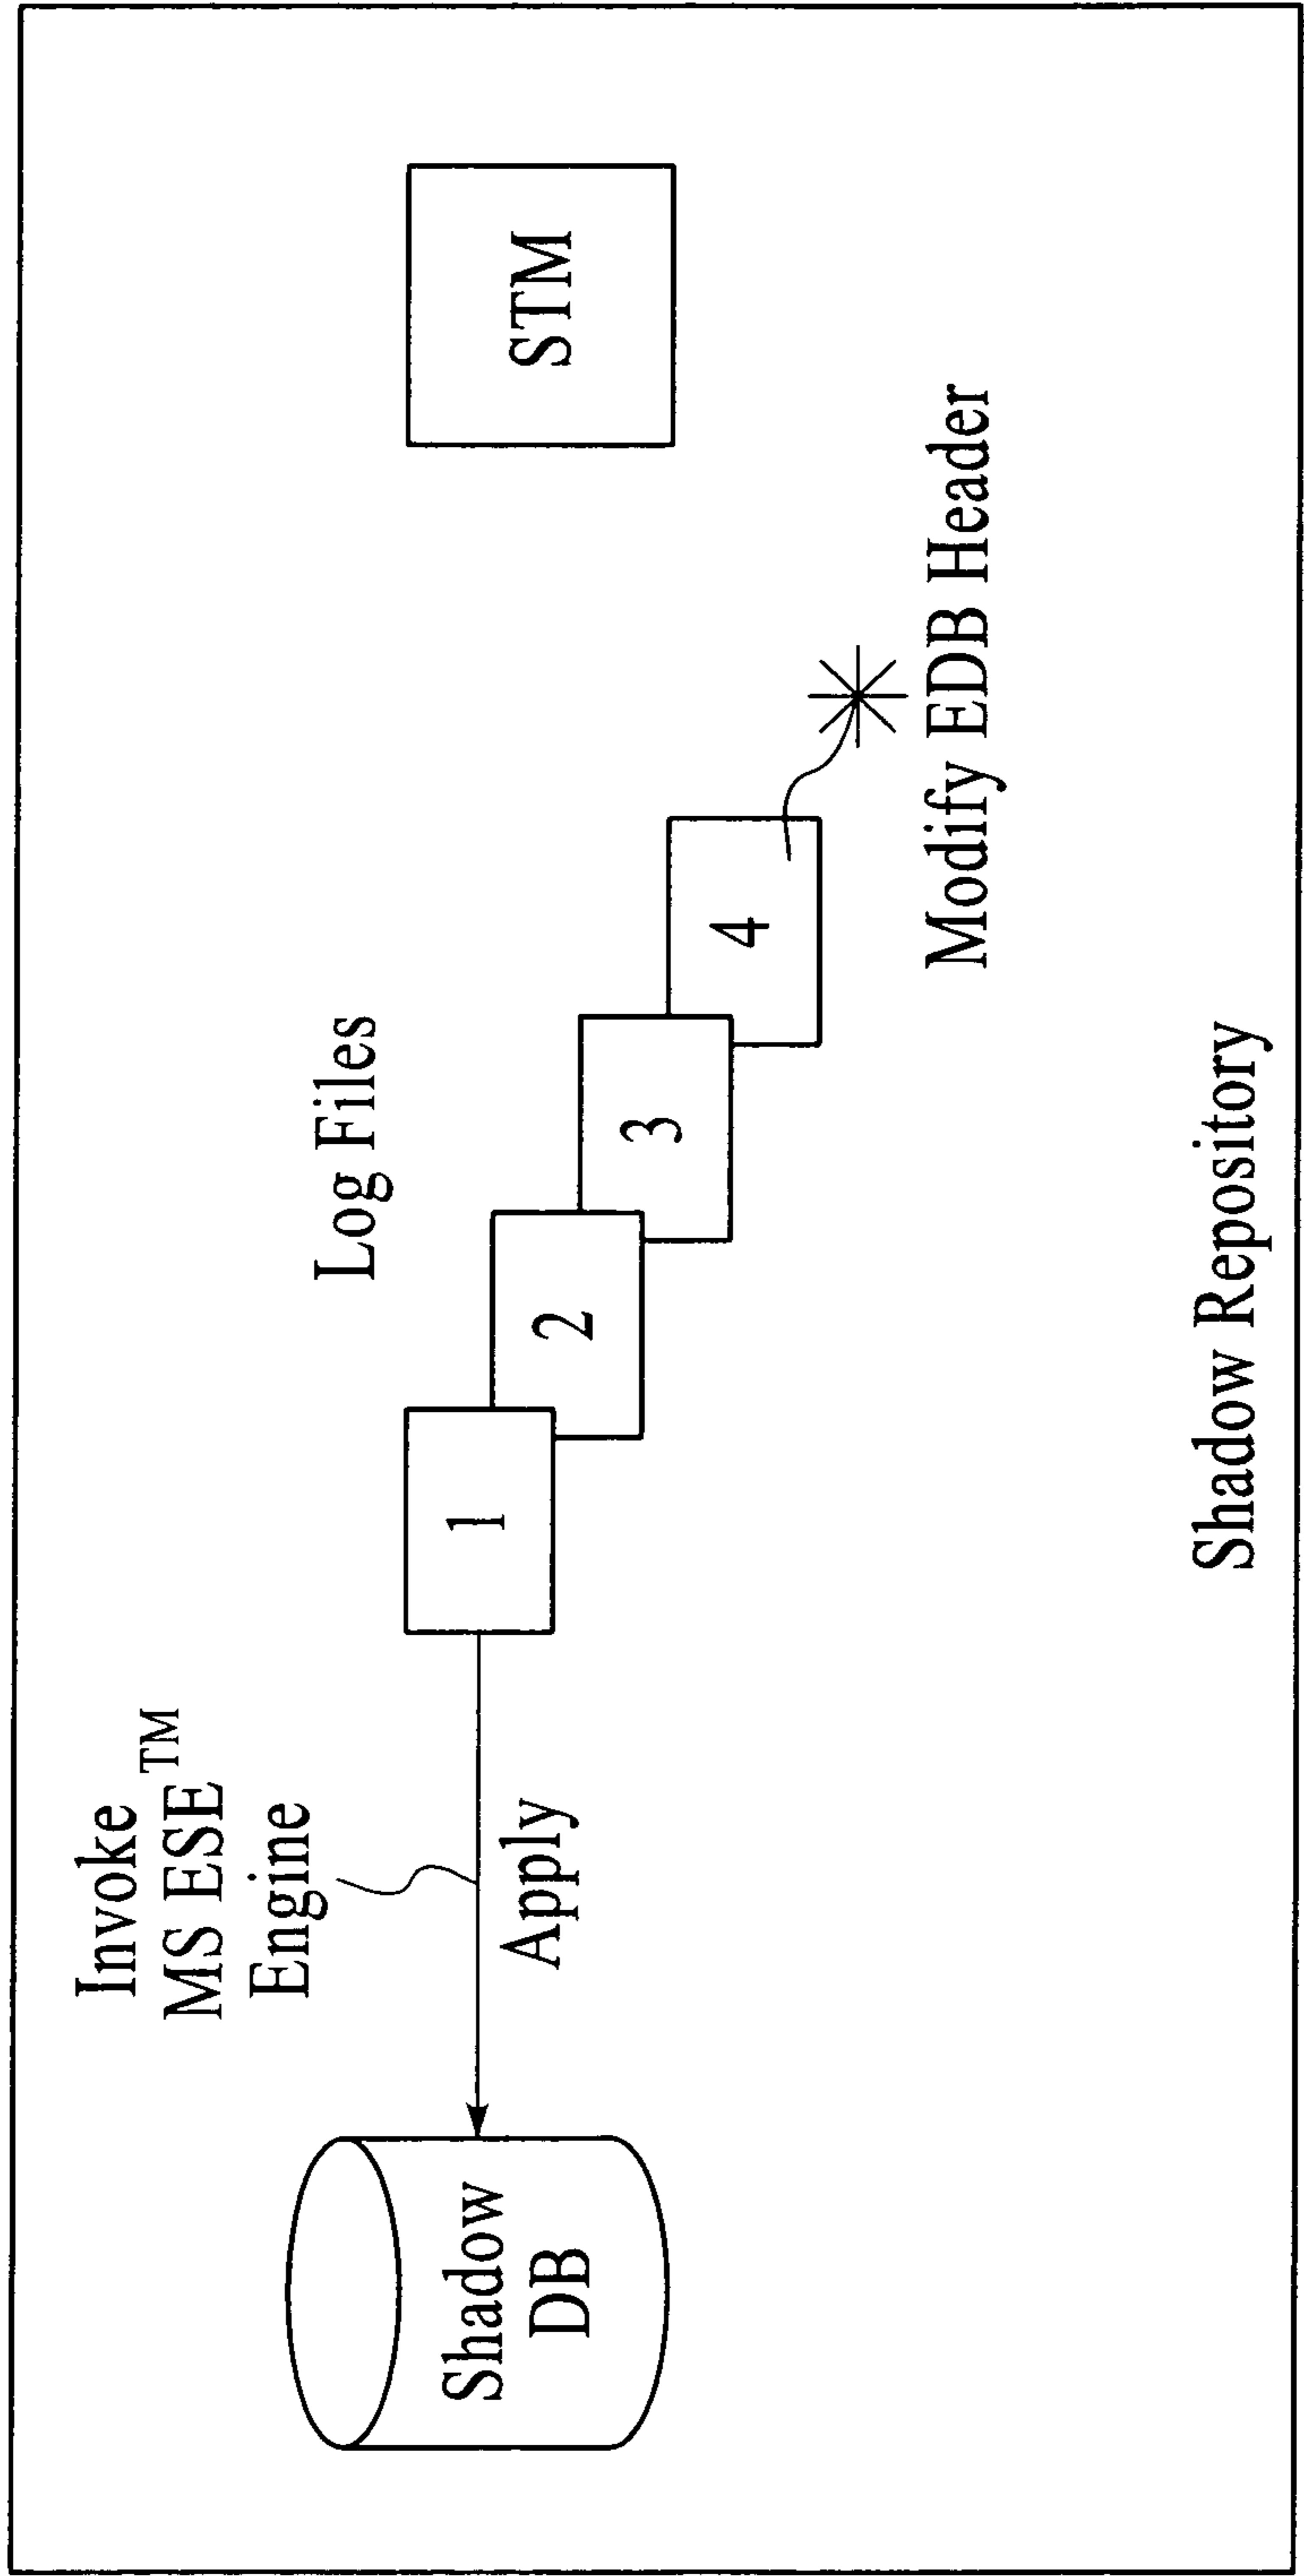 Invoke
MS ESE™
Engine
Log Files
Shadow
DB
Apply
1
2
3
4
STM
Modify EDB Header
Shadow Repository